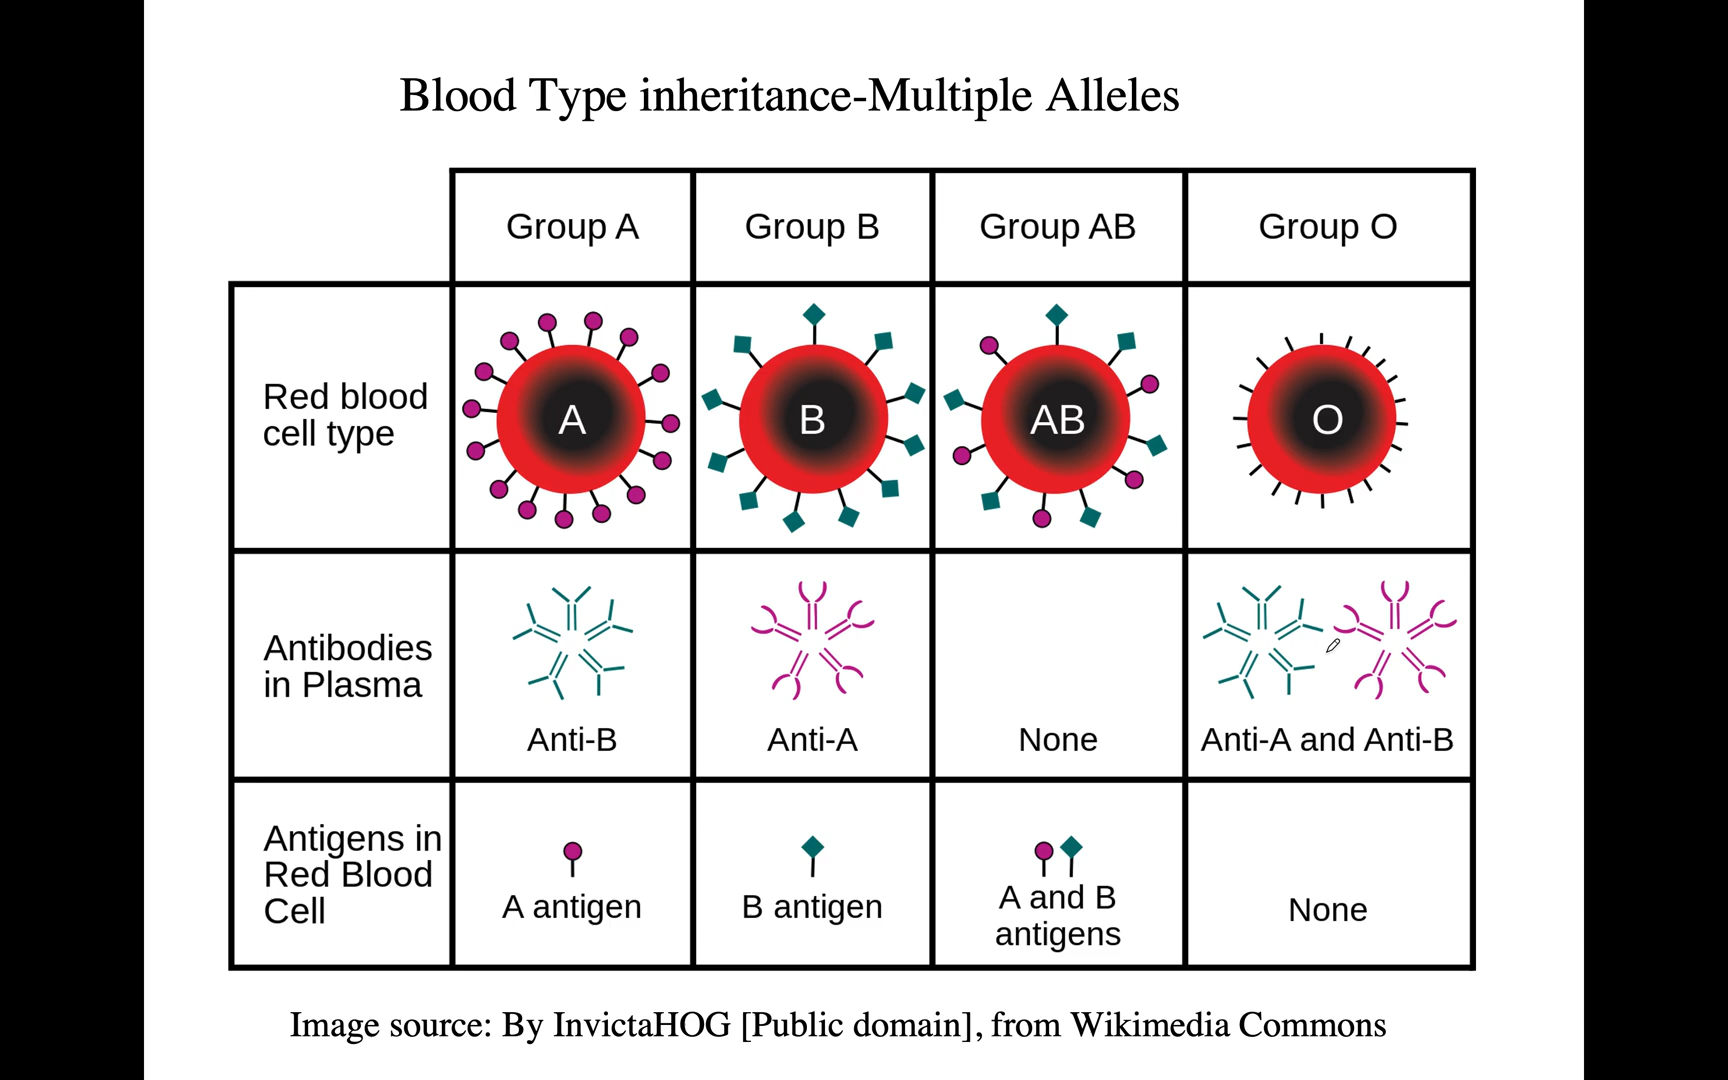 Blood Type inheritance-Multiple Alleles
Group A
Group B
Group AB
Group O
Red blood
cell type
A
B
AB
O
Antibodies
in Plasma
Anti-B
Anti-A
None
Anti-A and Anti-B
Antigens in
Red Blood
Cell
A antigen
B antigen
A and B
antigens
None
Image source: By InvictaHOG [Public domain], from Wikimedia Commons